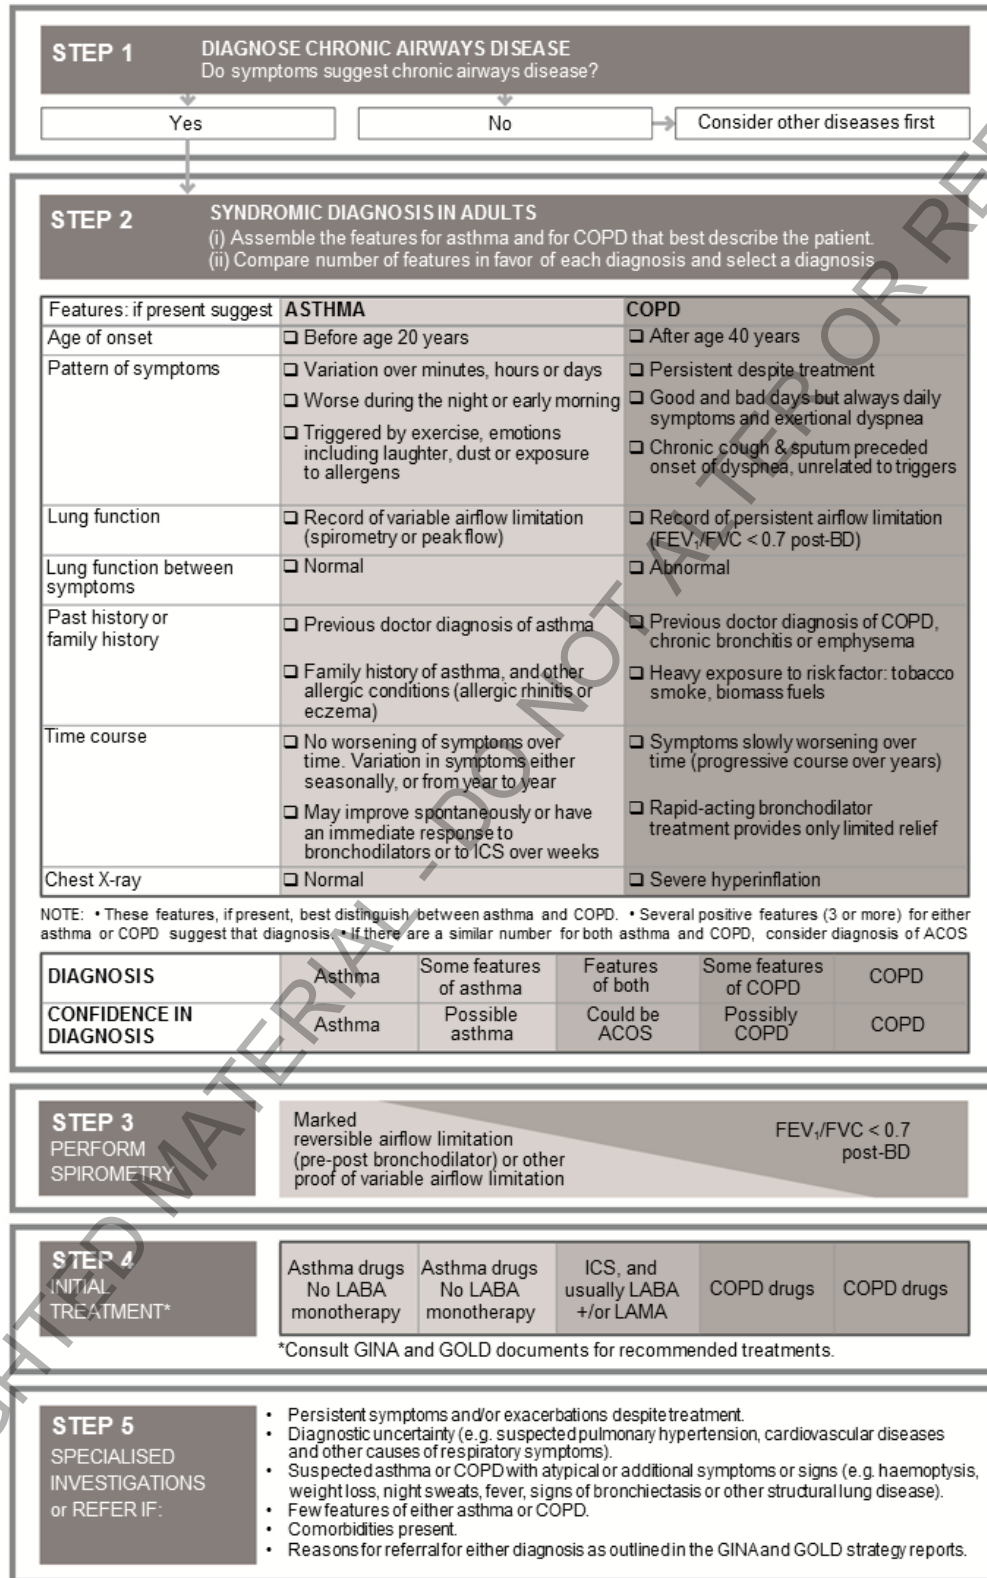 STEP 1
DIAGNOSE CHRONIC AIRWAYS DISEASE
Do symptoms suggest chronic airways disease?
Yes
No
Consider other diseases first
STEP 2
SYNDROMIC DIAGNOSIS IN ADULTS
(i) Assemble the features for asthma and for COPD that best describe the patient.
(ii) Compare number of features in favor of each diagnosis and select a diagnosis
Features: if present suggest
ASTHMA
COPD
Age of onset
❑ Before age 20 years
❑ After age 40 years
Pattern of symptoms
❑ Variation over minutes, hours or days
❑ Worse during the night or early morning
❑ Triggered by exercise, emotions
including laughter, dust or exposure
to allergens
❑ Persistent despite treatment
❑ Good and bad days but always daily
symptoms and exertional dyspnea
❑ Chronic cough & sputum preceded
onset of dyspnea, unrelated to triggers
Lung function
❑ Record of variable airflow limitation
(spirometry or peak flow)
❑ Record of persistent airflow limitation
(FEV₁/FVC < 0.7 post-BD)
Lung function between
symptoms
❑ Normal
❑ Abnormal
Past history or
family history
❑ Previous doctor diagnosis of asthma
❑ Family history of asthma, and other
allergic conditions (allergic rhinitis or
eczema)
❑ Previous doctor diagnosis of COPD,
chronic bronchitis or emphysema
❑ Heavy exposure to risk factor: tobacco
smoke, biomass fuels
Time course
❑ No worsening of symptoms over
time. Variation in symptoms either
seasonally, or from year to year
❑ May improve spontaneously or have
an immediate response to
bronchodilators or to ICS over weeks
❑ Symptoms slowly worsening over
time (progressive course over years)
❑ Rapid-acting bronchodilator
treatment provides only limited relief
Chest X-ray
❑ Normal
❑ Severe hyperinflation
NOTE: • These features, if present, best distinguish between asthma and COPD. • Several positive features (3 or more) for either
asthma or COPD suggest that diagnosis. • If there are a similar number for both asthma and COPD, consider diagnosis of ACOS
DIAGNOSIS
Asthma
Some features
of asthma
Features
of both
Some features
of COPD
COPD
CONFIDENCE IN
DIAGNOSIS
Asthma
Possible
asthma
Could be
ACOS
Possibly
COPD
COPD
STEP 3
PERFORM
SPIROMETRY
Marked
reversible airflow limitation
(pre-post bronchodilator) or other
proof of variable airflow limitation
FEV₁/FVC < 0.7
post-BD
STEP 4
INITIAL
TREATMENT*
Asthma drugs
No LABA
monotherapy
Asthma drugs
No LABA
monotherapy
ICS, and
usually LABA
+/or LAMA
COPD drugs
COPD drugs
*Consult GINA and GOLD documents for recommended treatments.
STEP 5
SPECIALISED
INVESTIGATIONS
or REFER IF:
• Persistent symptoms and/or exacerbations despite treatment.
• Diagnostic uncertainty (e.g. suspected pulmonary hypertension, cardiovascular diseases
and other causes of respiratory symptoms).
• Suspected asthma or COPD with atypical or additional symptoms or signs (e.g. haemoptysis,
weight loss, night sweats, fever, signs of bronchiectasis or other structural lung disease).
• Few features of either asthma or COPD.
• Comorbidities present.
• Reasons for referral for either diagnosis as outlined in the GINA and GOLD strategy reports.
MATERIAL - DO NOT ALTER OR